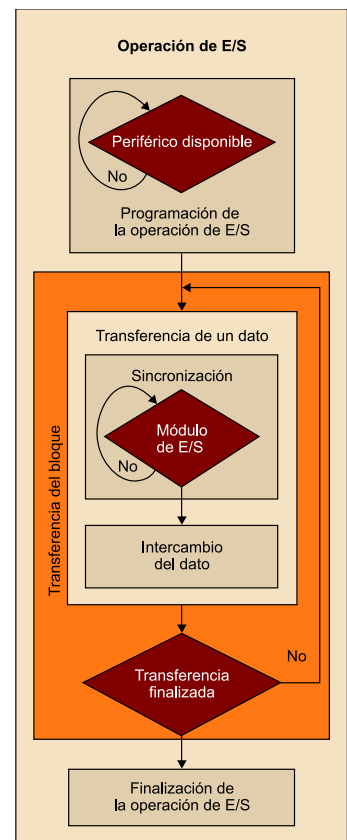 Operación de E/S
Periférico disponible
No
Programación de
la operación de E/S
Transferencia del bloque
Transferencia de un dato
Sincronización
Módulo
de E/S
No
Intercambio
del dato
No
Transferencia
finalizada
Finalización de
la operación de E/S